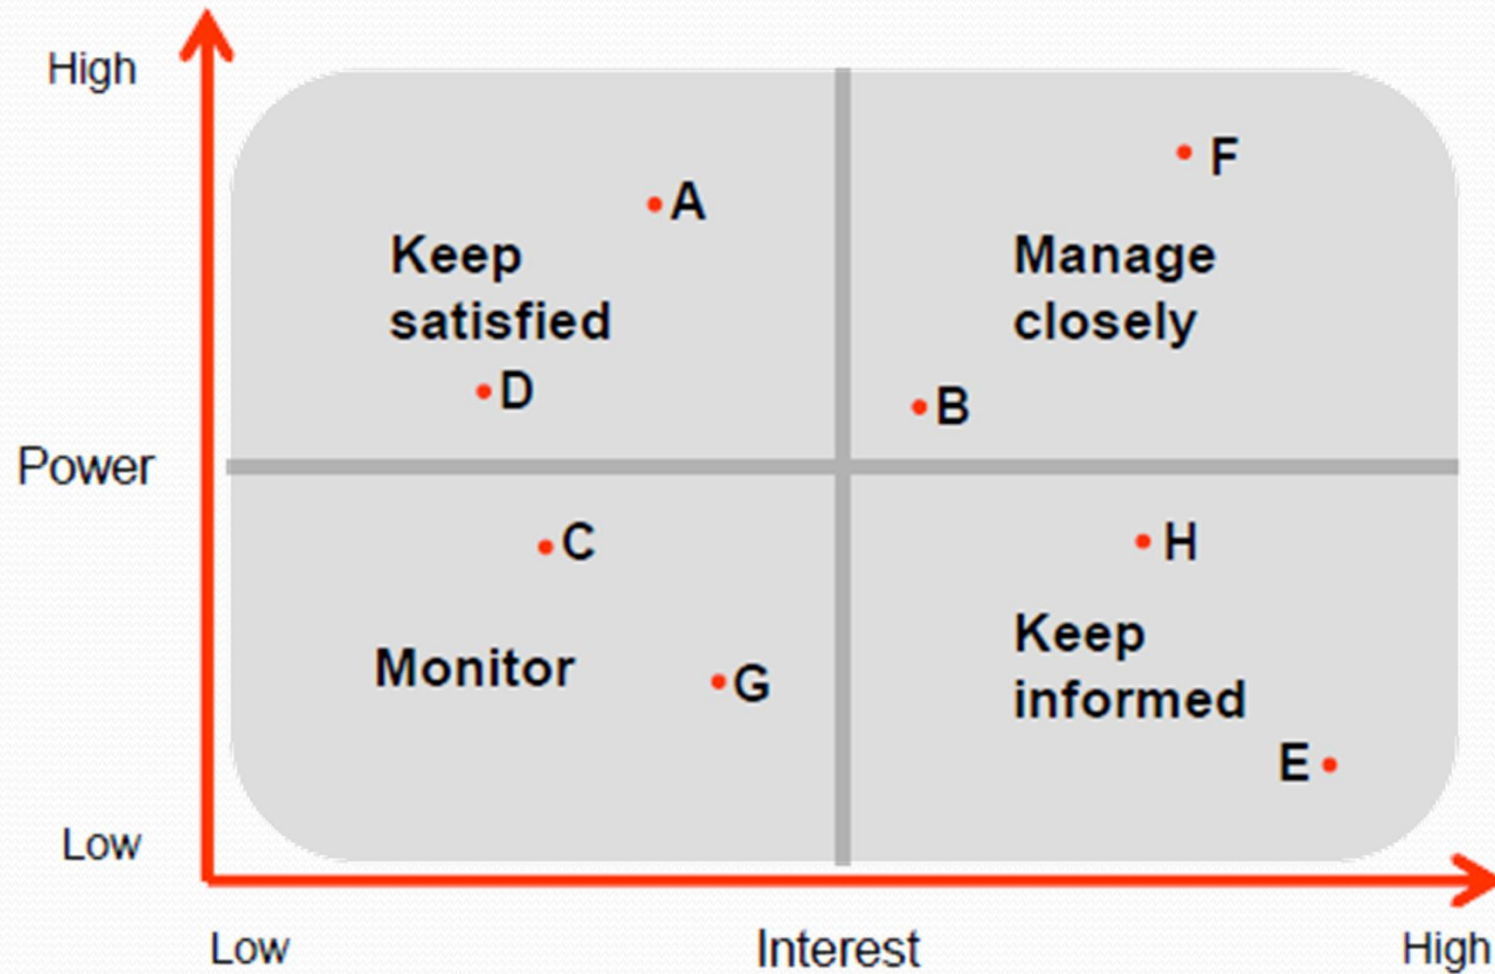 High
F
A
Keep
satisfied
Manage
closely
D
B
Power
C
H
Keep
informed
Monitor
G
E
Low
Low
Interest
High